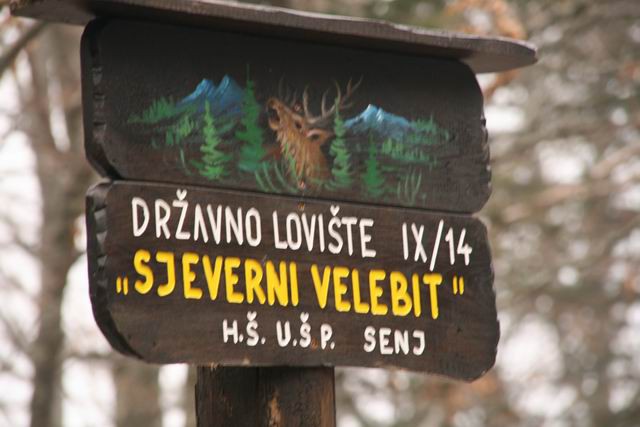 DRŽAVNO LOVIŠTE IX/14
„SJEVERNI VELEBIT"
H.Š. U.Š.P. SENJ